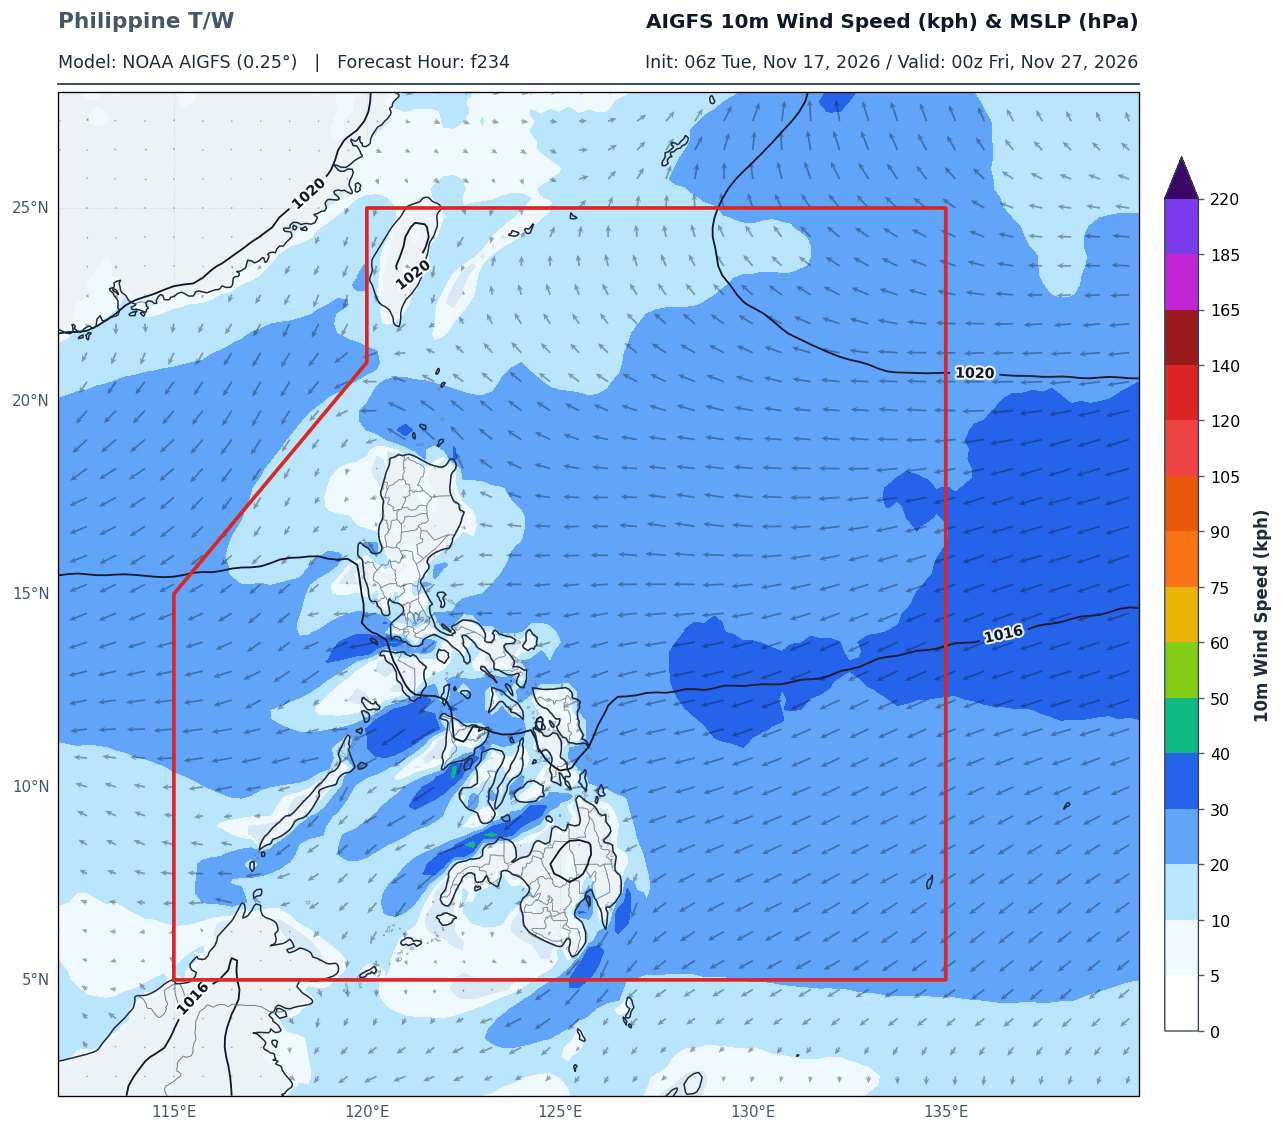 Philippine T/W
AIGFS 10m Wind Speed (kph) & MSLP (hPa)
Model: NOAA AIGFS (0.25°) | Forecast Hour: f234
Init: 06z Tue, Nov 17, 2026 / Valid: 00z Fri, Nov 27, 2026
1020
1020
1020
1016
1016
25°N
20°N
15°N
10°N
5°N
115°E
120°E
125°E
130°E
135°E
220
185
165
140
120
105
90
75
60
50
40
30
20
10
5
0
10m Wind Speed (kph)